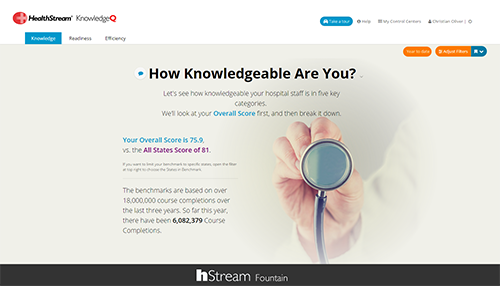 HealthStream KnowledgeQ
Take a tour Help My Control Centers Christian Oliver |
Knowledge Readiness Efficiency
Year to date Adjust Filters
How Knowledgeable Are You?
Let's see how knowledgeable your hospital staff is in five key
categories.
We'll look at your Overall Score first, and then break it down.
Your Overall Score is 75.9,
vs. the All States Score of 81.
If you want to limit your benchmark to specific states, open the filter
at top right to choose the States in Benchmark.
The benchmarks are based on over
18,000,000 course completions over
the last three years. So far this year,
there have been 6,082,379 Course
Completions.
hStream Fountain